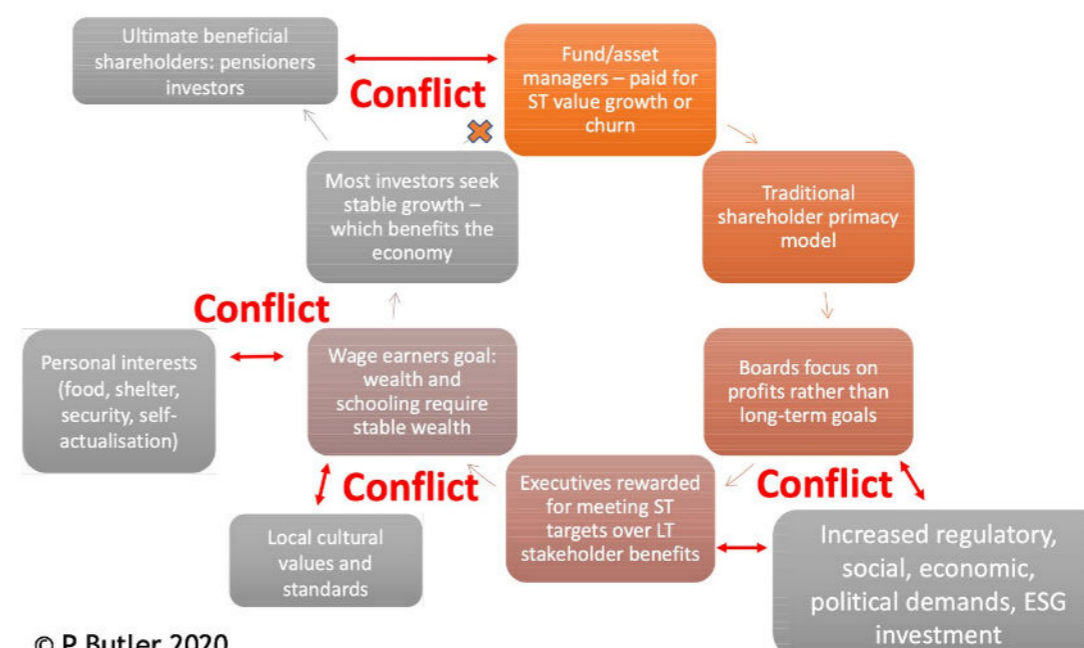 Ultimate beneficial
shareholders: pensioners
investors
Conflict
Fund/asset
managers – paid for
ST value growth or
churn
Most investors seek
stable growth –
which benefits the
economy
Traditional
shareholder primacy
model
Conflict
Personal interests
(food, shelter,
security, self-
actualisation)
Wage earners goal:
wealth and
schooling require
stable wealth
Boards focus on
profits rather than
long-term goals
Conflict
Local cultural
values and
standards
Executives rewarded
for meeting ST
targets over LT
stakeholder benefits
Conflict
Increased regulatory,
social, economic,
political demands, ESG
investment
© P Butler 2020